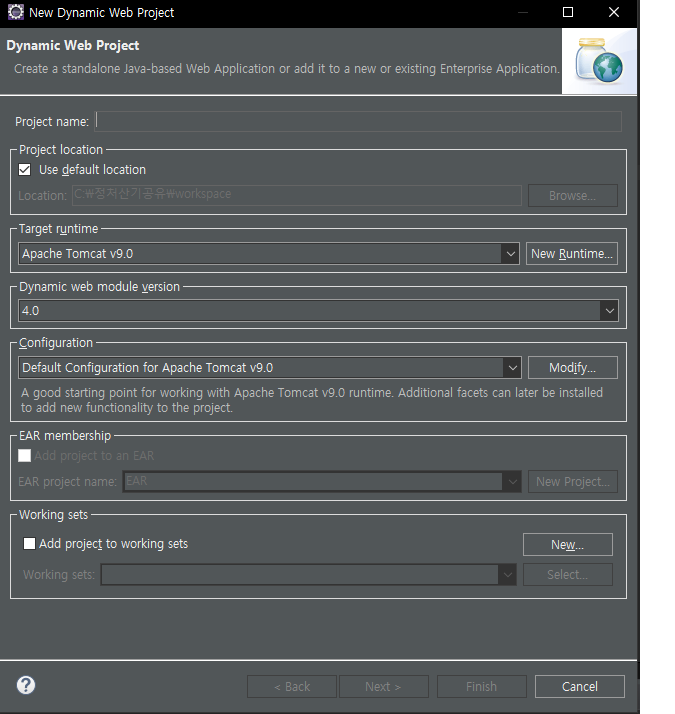 New Dynamic Web Project
Dynamic Web Project
Create a standalone Java-based Web Application or add it to a new or existing Enterprise Application.
Project name:
Project location
Use default location
Location: C:₩정처산기공유₩workspace Browse...
Target runtime
Apache Tomcat v9.0 New Runtime...
Dynamic web module version
4.0
Configuration
Default Configuration for Apache Tomcat v9.0 Modify...
A good starting point for working with Apache Tomcat v9.0 runtime. Additional facets can later be installed
to add new functionality to the project.
EAR membership
Add project to an EAR
EAR project name: EAR New Project...
Working sets
Add project to working sets New...
Working sets: Select...
? < Back Next > Finish Cancel